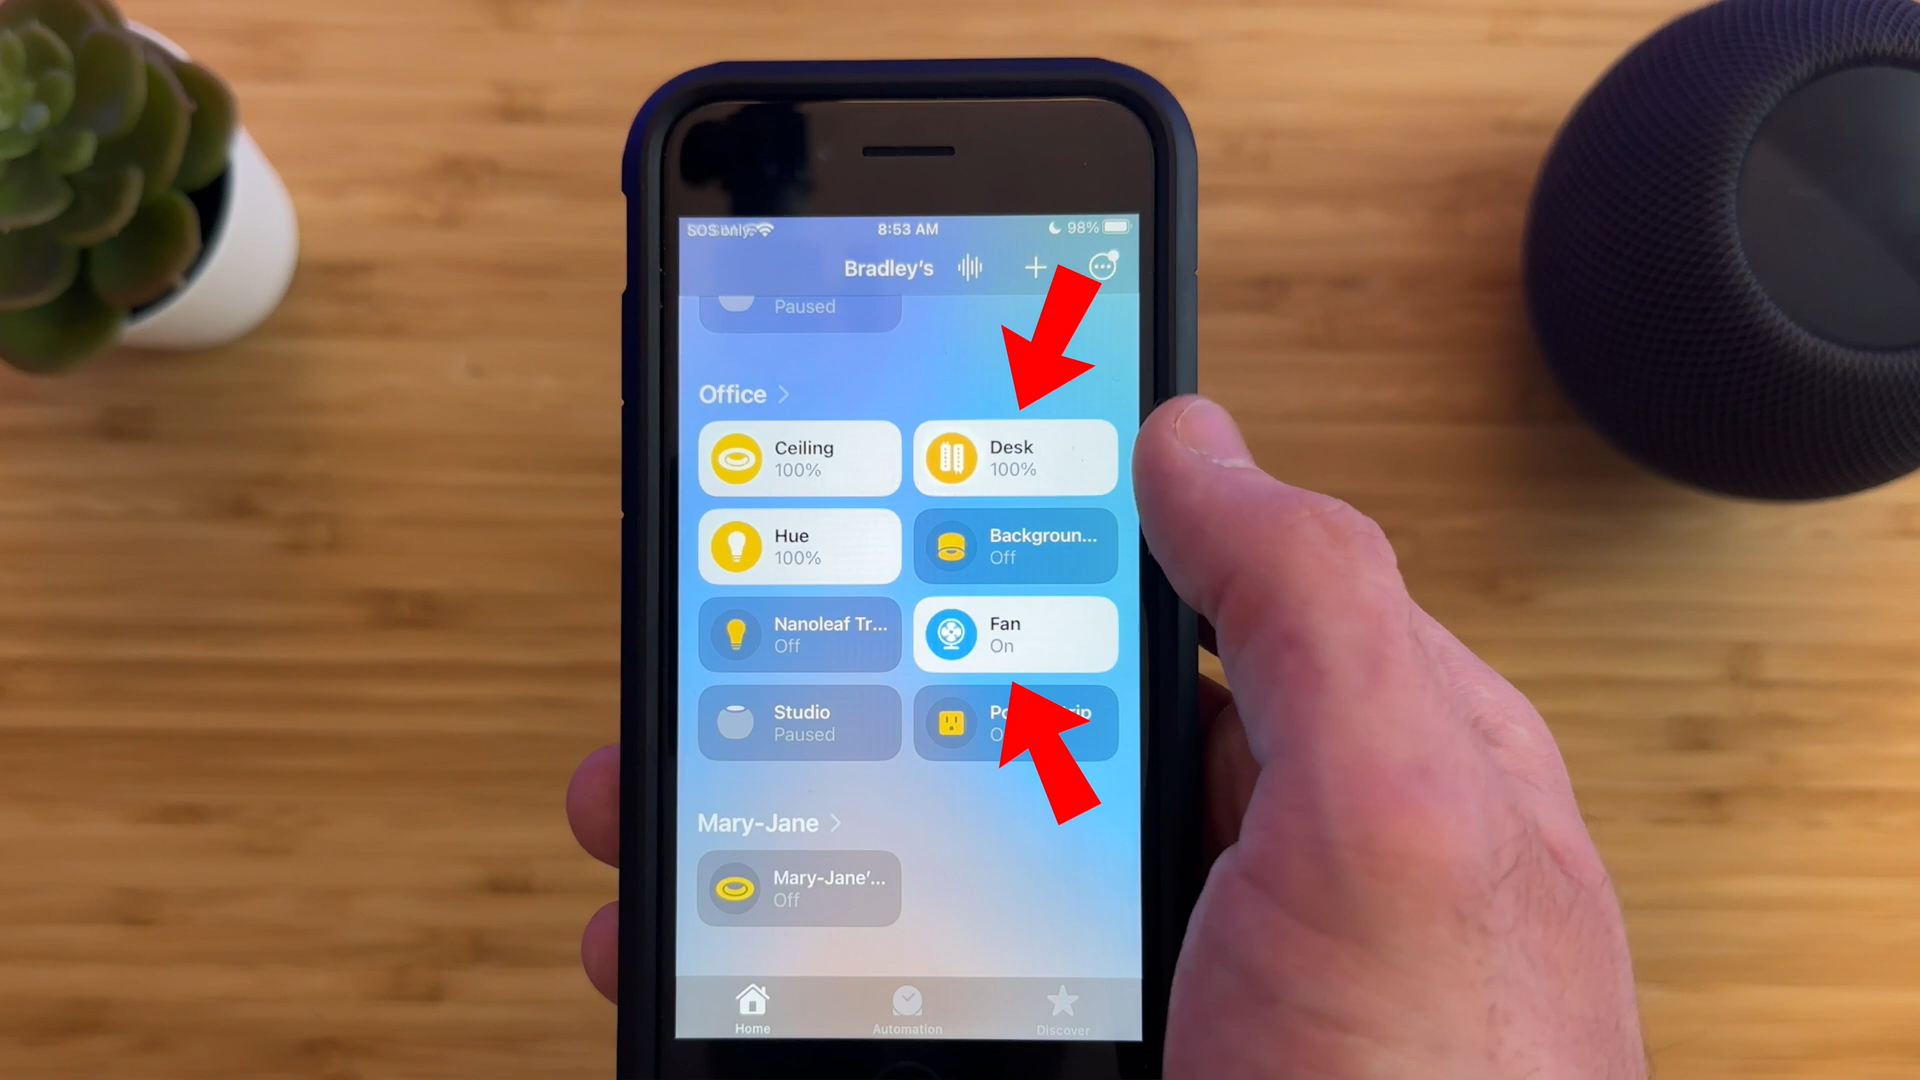 SOS only
8:53 AM
98%
Bradley's
Paused
Office
Ceiling
100%
Desk
100%
Hue
100%
Backgroun...
Off
Nanoleaf Tr...
Off
Fan
On
Studio
Paused
Mary-Jane
Mary-Jane'...
Off
Home
Automation
Discover